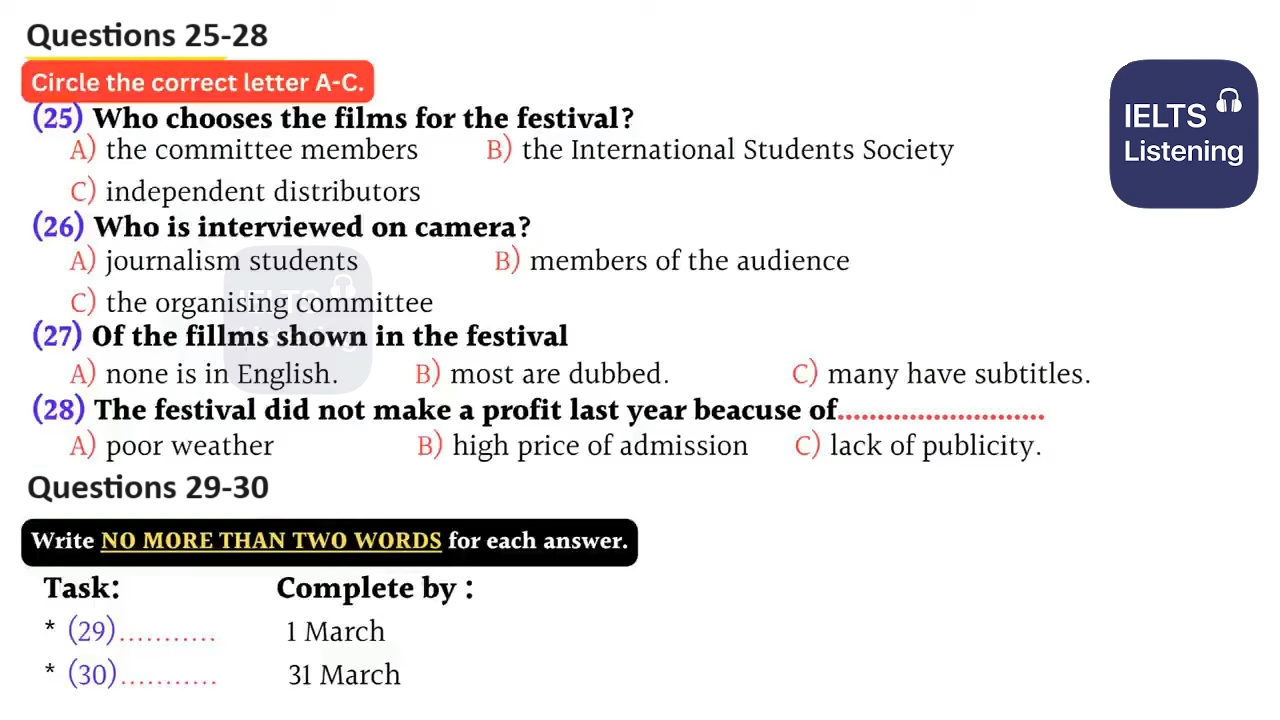 Questions 25-28
Circle the correct letter A-C.
IELTS
Listening
(25) Who chooses the films for the festival?
A) the committee members B) the International Students Society
C) independent distributors
(26) Who is interviewed on camera?
A) journalism students B) members of the audience
C) the organising committee
(27) Of the fillms shown in the festival
A) none is in English. B) most are dubbed. C) many have subtitles.
(28) The festival did not make a profit last year beacuse of..........................
A) poor weather B) high price of admission C) lack of publicity.
Questions 29-30
Write NO MORE THAN TWO WORDS for each answer.
Task: Complete by :
* (29)........... 1 March
* (30)........... 31 March